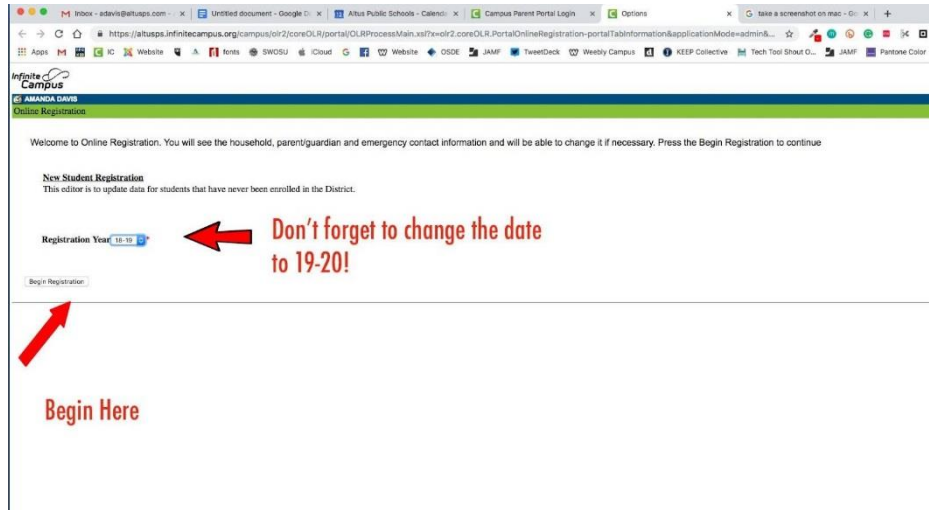 Inbox - adavis@altusps.com -
Untitled document - Google D
Altus Public Schools - Calend
Campus Parent Portal Login
Options
take a screenshot on mac - Go
https://altusps.infinitecampus.org/campus/olr2/coreOLR/portal/OLRProcessMain.xsl?x=olr2.coreOLR.PortalOnlineRegistration-portalTabInformation&applicationMode=admin&...
Apps IC Website fonts SWOSU iCloud Website OSDE JAMF TweetDeck Weebly Campus KEEP Collective Tech Tool Shout O... JAMF Pantone Color
Infinite
Campus
AMANDA DAVIS
Online Registration
Welcome to Online Registration. You will see the household, parent/guardian and emergency contact information and will be able to change it if necessary. Press the Begin Registration to continue
New Student Registration
This editor is to update data for students that have never been enrolled in the District.
Registration Year 18-19 *
Don't forget to change the date
to 19-20!
Begin Registration
Begin Here